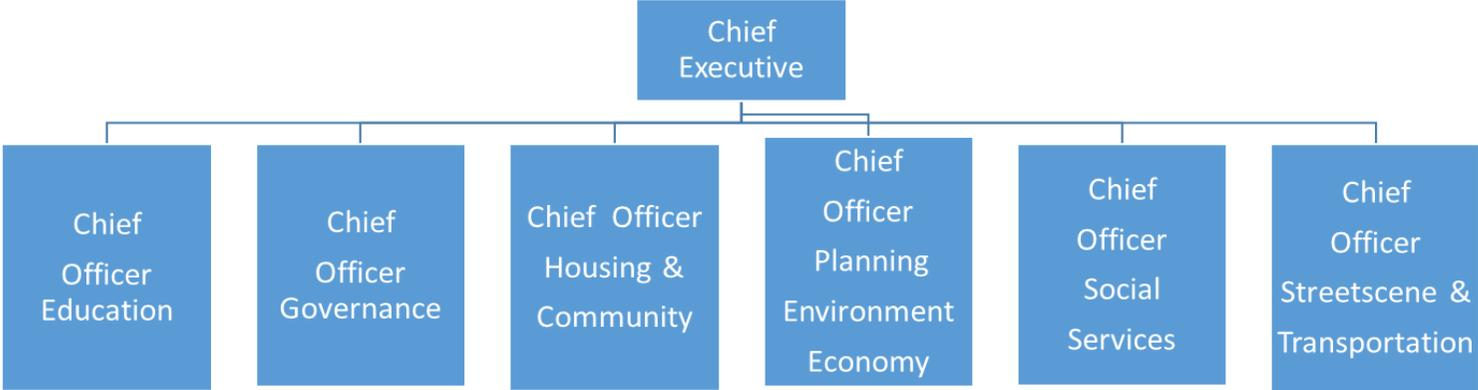 Chief
Executive
Chief
Officer
Education
Chief
Officer
Governance
Chief Officer
Housing &
Community
Chief
Officer
Planning
Environment
Economy
Chief
Officer
Social
Services
Chief
Officer
Streetscene &
Transportation